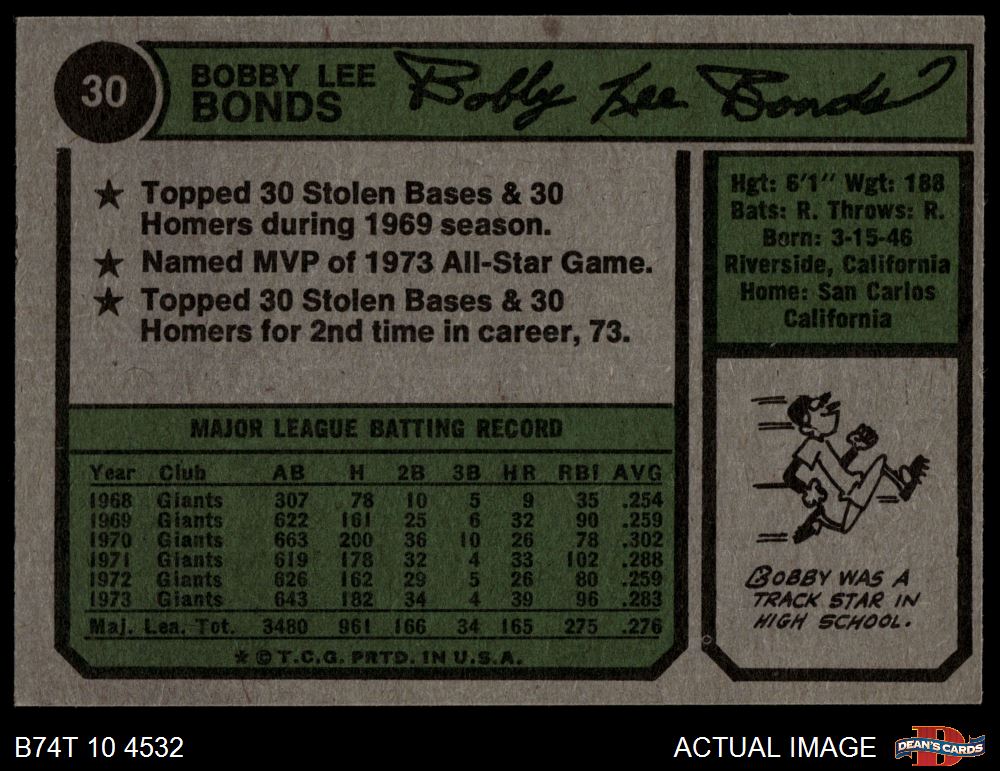 30
BOBBY LEE
BONDS
Bobby Lee Bonds
★ Topped 30 Stolen Bases & 30
Homers during 1969 season.
★ Named MVP of 1973 All-Star Game.
★ Topped 30 Stolen Bases & 30
Homers for 2nd time in career, 73.
Hgt: 6'1" Wgt: 188
Bats: R. Throws: R.
Born: 3-15-46
Riverside, California
Home: San Carlos
California
MAJOR LEAGUE BATTING RECORD
Year Club AB H 2B 3B HR RBI AVG
1968 Giants 307 78 10 5 9 35 .254
1969 Giants 622 161 25 6 32 90 .259
1970 Giants 663 200 36 10 26 78 .302
1971 Giants 619 178 32 4 33 102 .288
1972 Giants 626 162 29 5 26 80 .259
1973 Giants 643 182 34 4 39 96 .283
Maj. Lea. Tot. 3480 961 166 34 165 275 .276
★ © T.C.G. PRTD. IN U.S.A.
BOBBY WAS A
TRACK STAR IN
HIGH SCHOOL.
B74T 10 4532
ACTUAL IMAGE
D
DEAN'S CARDS